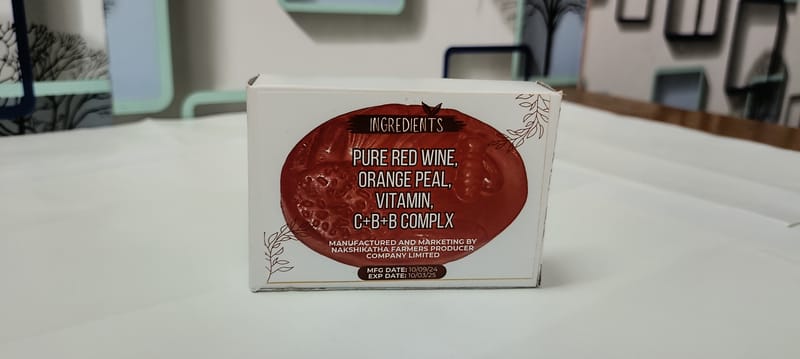 INGREDIENTS
PURE RED WINE,
ORANGE PEAL,
VITAMIN,
C+B+B COMPLX
MANUFACTURED AND MARKETING BY
NAKSHIKATHA FARMERS PRODUCER
COMPANY LIMITED
MFG DATE: 10/09/24
EXP DATE: 10/03/25